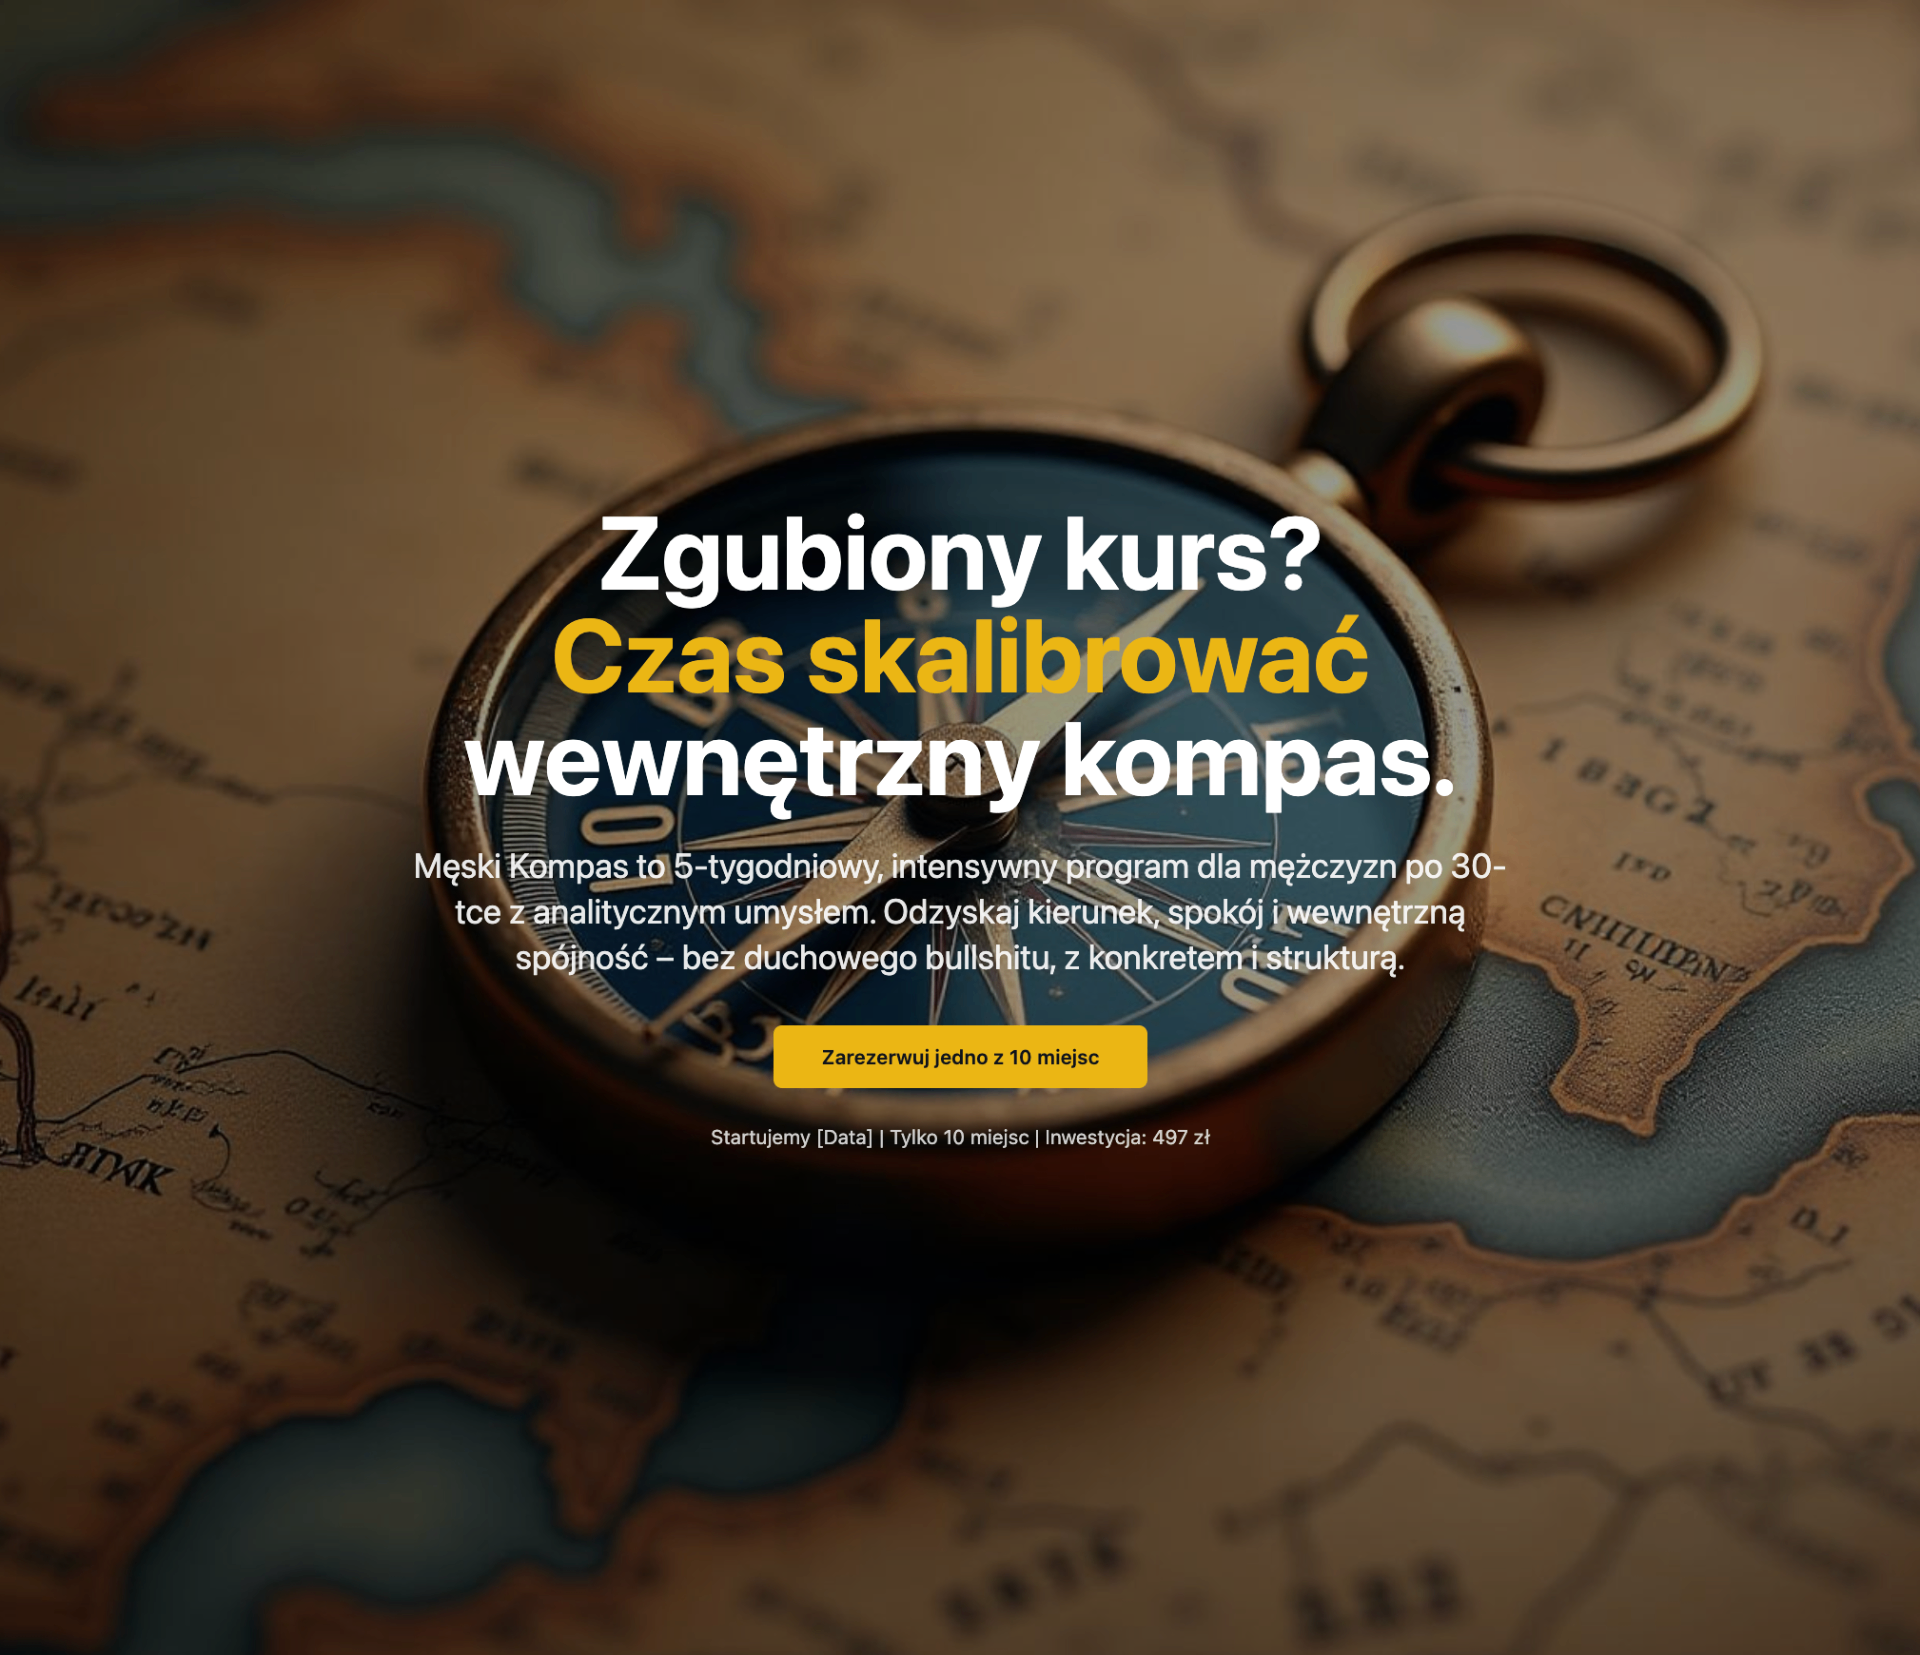 Zgubiony kurs?
Czas skalibrować
wewnętrzny kompas.
Męski Kompas to 5-tygodniowy, intensywny program dla mężczyzn po 30-
tce z analitycznym umysłem. Odzyskaj kierunek, spokój i wewnętrzną
spójność – bez duchowego bullshitu, z konkretem i strukturą.
Zarezerwuj jedno z 10 miejsc
Startujemy [Data] | Tylko 10 miejsc | Inwestycja: 497 zł